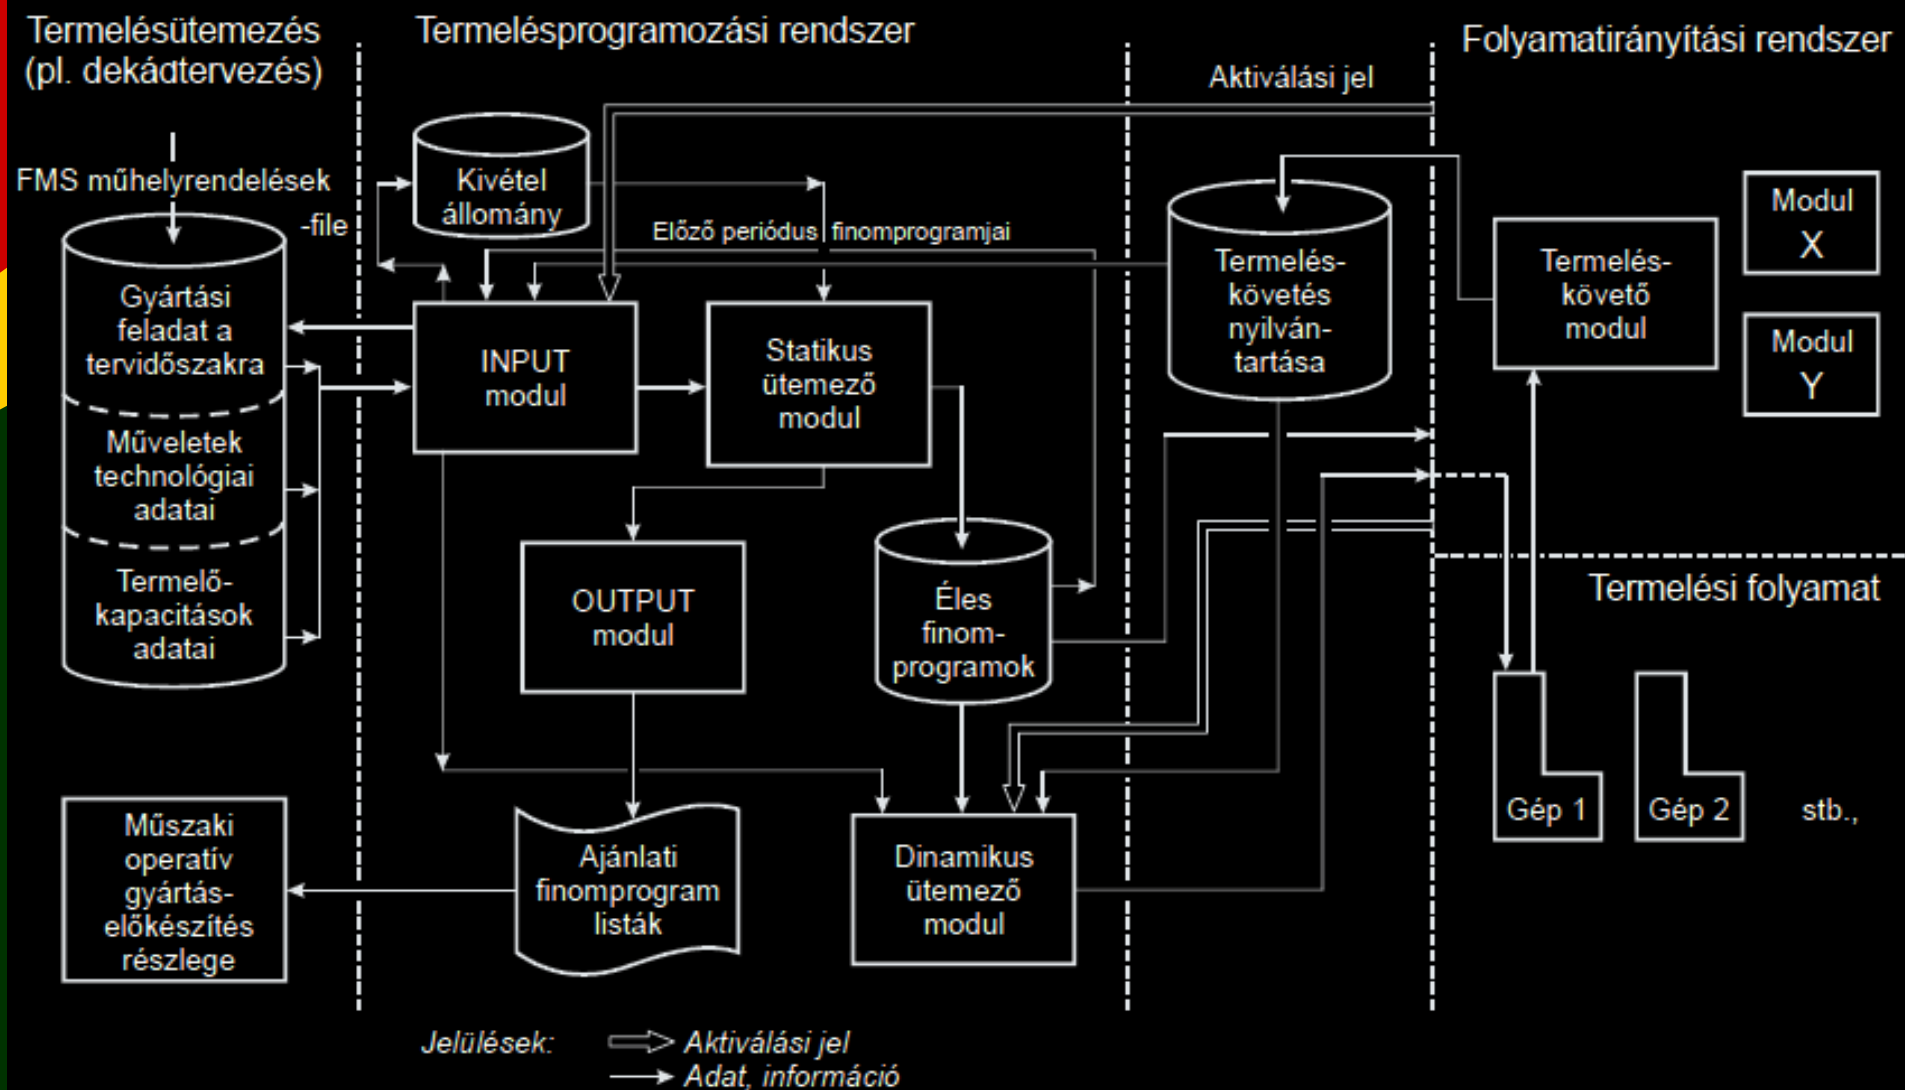 Termelésütemezés
(pl. dekádtervezés)
Termelésprogramozási rendszer
Folyamatirányítási rendszer
Aktiválási jel
FMS műhelyrendelések
-file
Kivétel
állomány
Előző periódus finomprogramjai
Gyártási
feladat a
tervidőszakra
Műveletek
technológiai
adatai
Termelő-
kapacitások
adatai
INPUT
modul
Statikus
ütemező
modul
Termelés-
követés
nyilván-
tartása
Termelés-
követő
modul
Modul
X
Modul
Y
OUTPUT
modul
Éles
finom-
programok
Termelési folyamat
Műszaki
operatív
gyártás-
előkészítés
részlege
Ajánlati
finomprogram
listák
Dinamikus
ütemező
modul
Gép 1
Gép 2
stb.,
Jelülések:
Aktiválási jel
Adat, információ